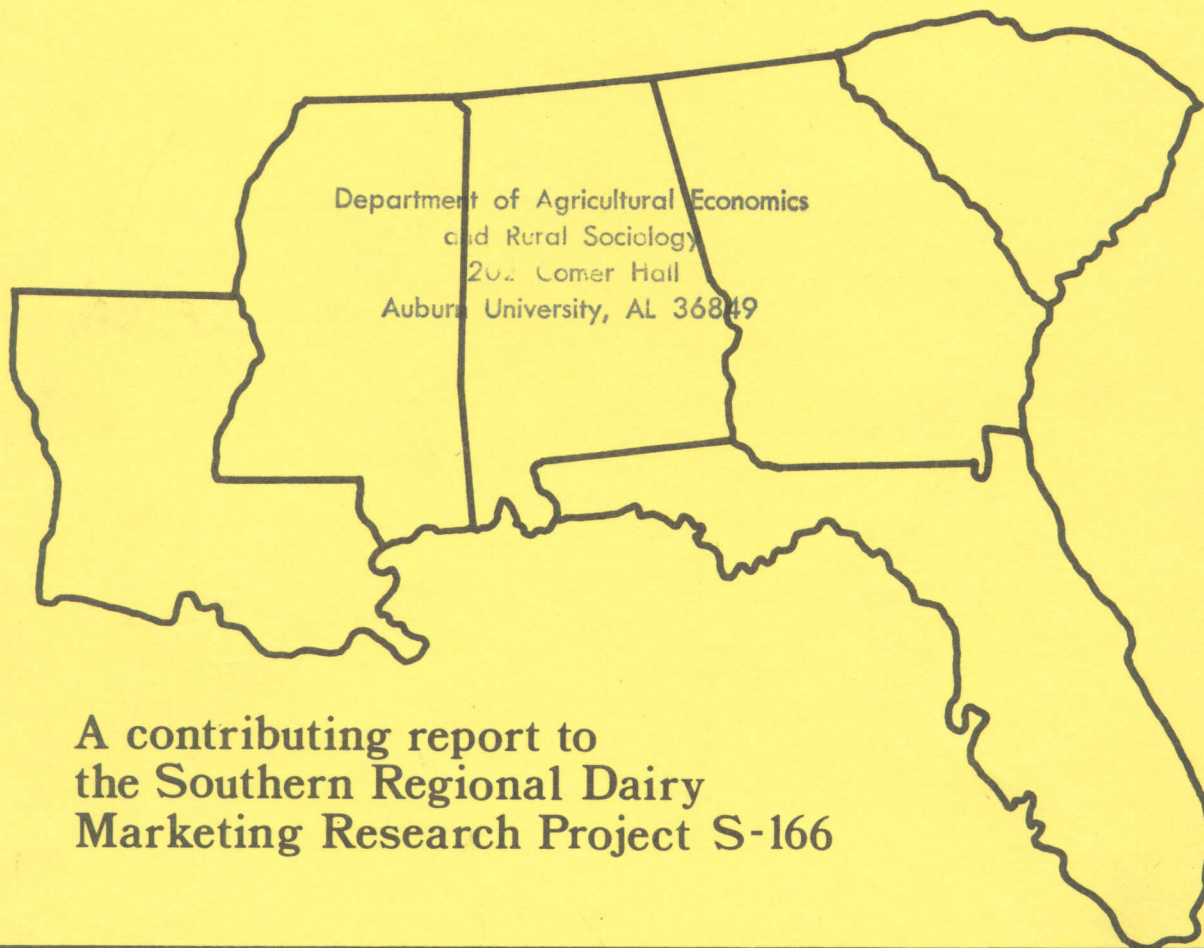 Department of Agricultural Economics
and Rural Sociology
202 Comer Hall
Auburn University, AL 36849
A contributing report to
the Southern Regional Dairy
Marketing Research Project S-166